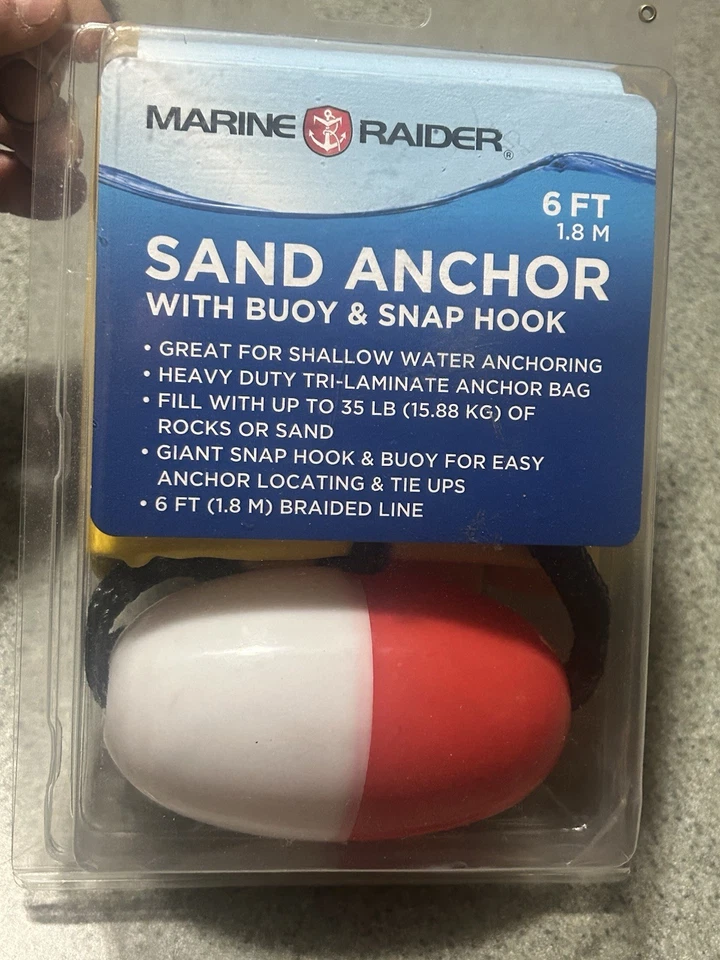 MARINE RAIDER®
6 FT
1.8 M
SAND ANCHOR
WITH BUOY & SNAP HOOK
• GREAT FOR SHALLOW WATER ANCHORING
• HEAVY DUTY TRI-LAMINATE ANCHOR BAG
• FILL WITH UP TO 35 LB (15.88 KG) OF
ROCKS OR SAND
• GIANT SNAP HOOK & BUOY FOR EASY
ANCHOR LOCATING & TIE UPS
• 6 FT (1.8 M) BRAIDED LINE